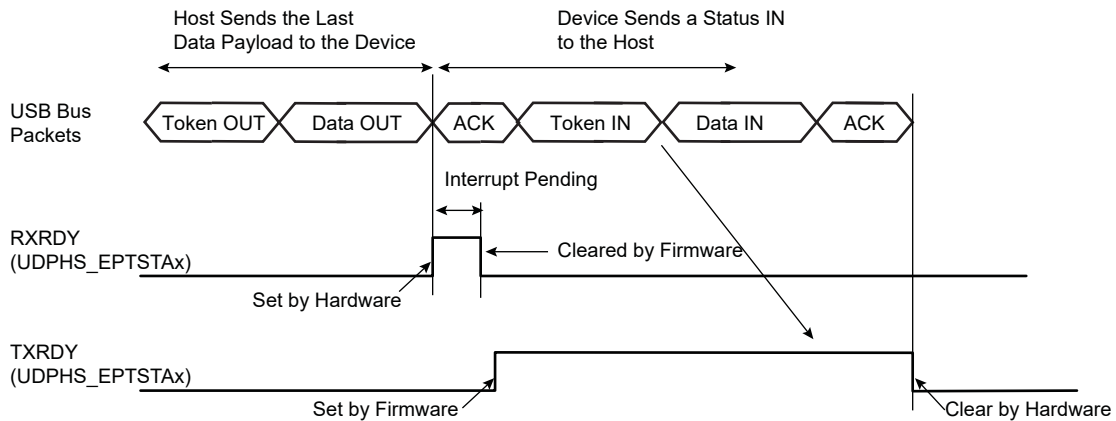 Host Sends the Last
Data Payload to the Device
Device Sends a Status IN
to the Host
USB Bus
Packets
Token OUT
Data OUT
ACK
Token IN
Data IN
ACK
Interrupt Pending
RXRDY
(UDPHS_EPTSTAx)
Cleared by Firmware
Set by Hardware
TXRDY
(UDPHS_EPTSTAx)
Set by Firmware
Clear by Hardware